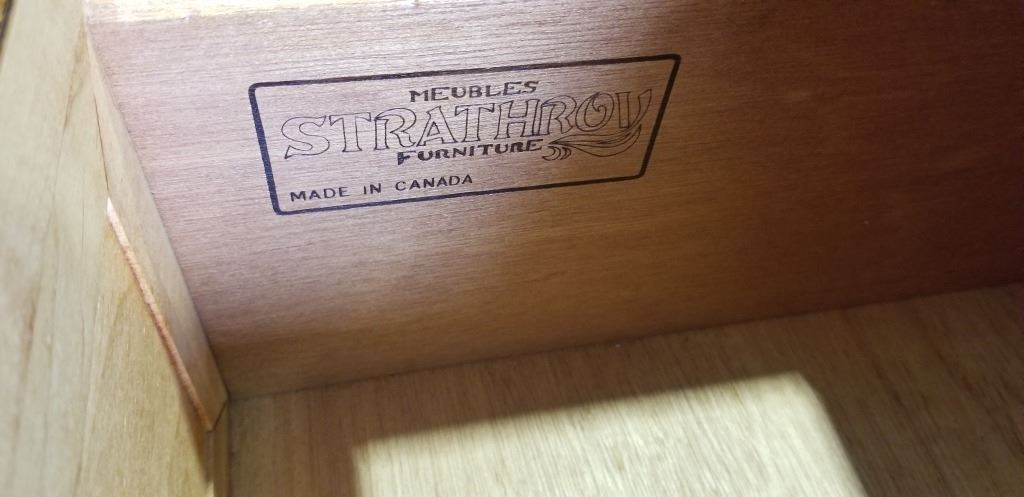 MEUBLES
STRATHROY
FURNITURE
MADE IN CANADA